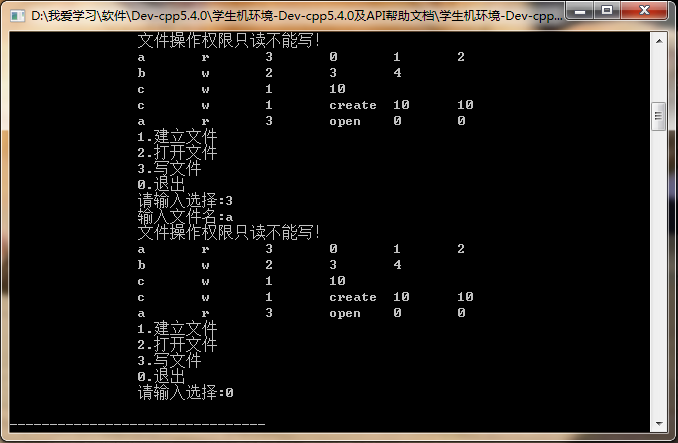 D:\我爱学习\软件\Dev-cpp5.4.0\学生机环境-Dev-cpp5.4.0及API帮助文档\学生机环境-Dev-cpp...
文件操作权限只读不能写!
a r 3 0 1 2
b w 2 3 4
c w 1 10
c w 1 create 10 10
a r 3 open 0 0
1.建立文件
2.打开文件
3.写文件
0.退出
请输入选择:3
输入文件名:a
文件操作权限只读不能写!
a r 3 0 1 2
b w 2 3 4
c w 1 10
c w 1 create 10 10
a r 3 open 0 0
1.建立文件
2.打开文件
3.写文件
0.退出
请输入选择:0
--------------------------------